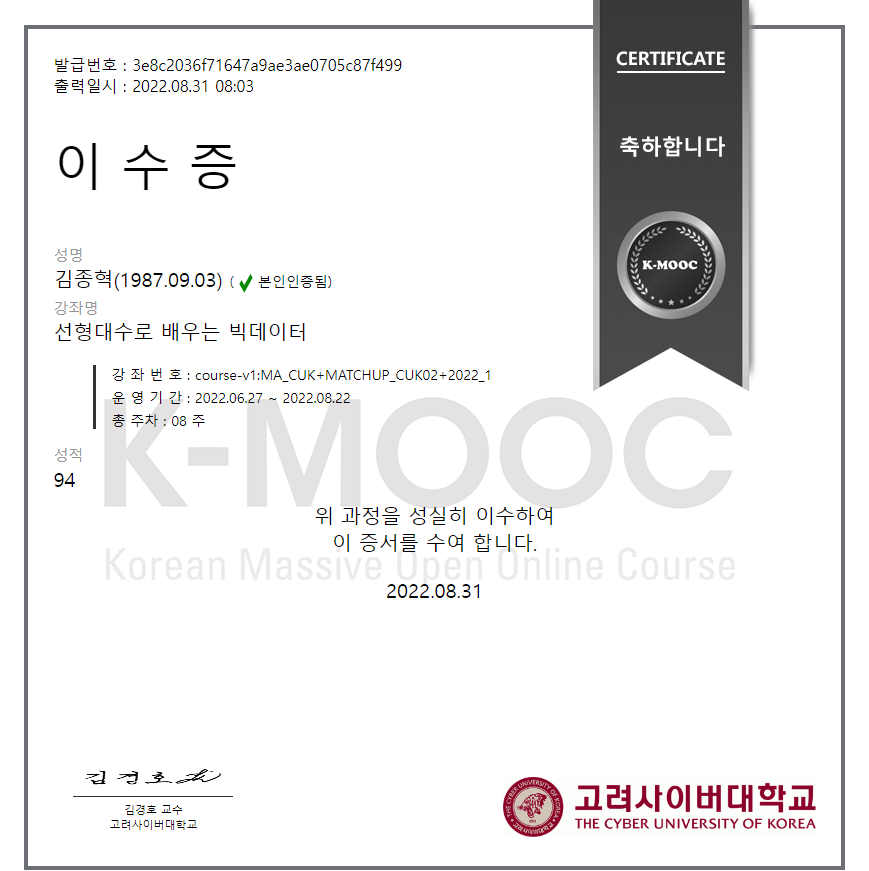 발급번호 : 3e8c2036f71647a9ae3ae0705c87f499
출력일시 : 2022.08.31 08:03
CERTIFICATE
축하합니다
K-MOOC
이 수 증
성명
김종혁(1987.09.03) ( 본인인증됨)
강좌명
선형대수로 배우는 빅데이터
강 좌 번 호 : course-v1:MA_CUK+MATCHUP_CUK02+2022_1
운 영 기 간 : 2022.06.27 ~ 2022.08.22
총 주차 : 08 주
K-MOOC
성적
94
위 과정을 성실히 이수하여
이 증서를 수여 합니다.
Korean Massive Open Online Course
2022.08.31
김경호
김경호 교수
고려사이버대학교
THE CYBER UNIVERSITY OF KOREA
고려사이버대학교
THE CYBER UNIVERSITY OF KOREA